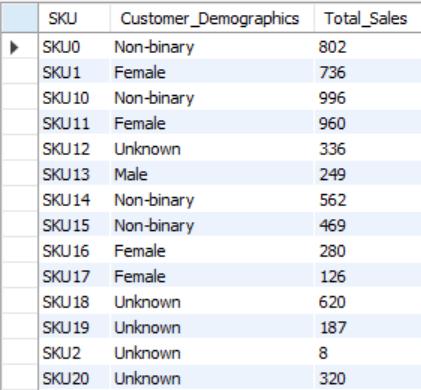 SKU Customer_Demographics Total_Sales
SKU0 Non-binary 802
SKU1 Female 736
SKU10 Non-binary 996
SKU11 Female 960
SKU12 Unknown 336
SKU13 Male 249
SKU14 Non-binary 562
SKU15 Non-binary 469
SKU16 Female 280
SKU17 Female 126
SKU18 Unknown 620
SKU19 Unknown 187
SKU2 Unknown 8
SKU20 Unknown 320